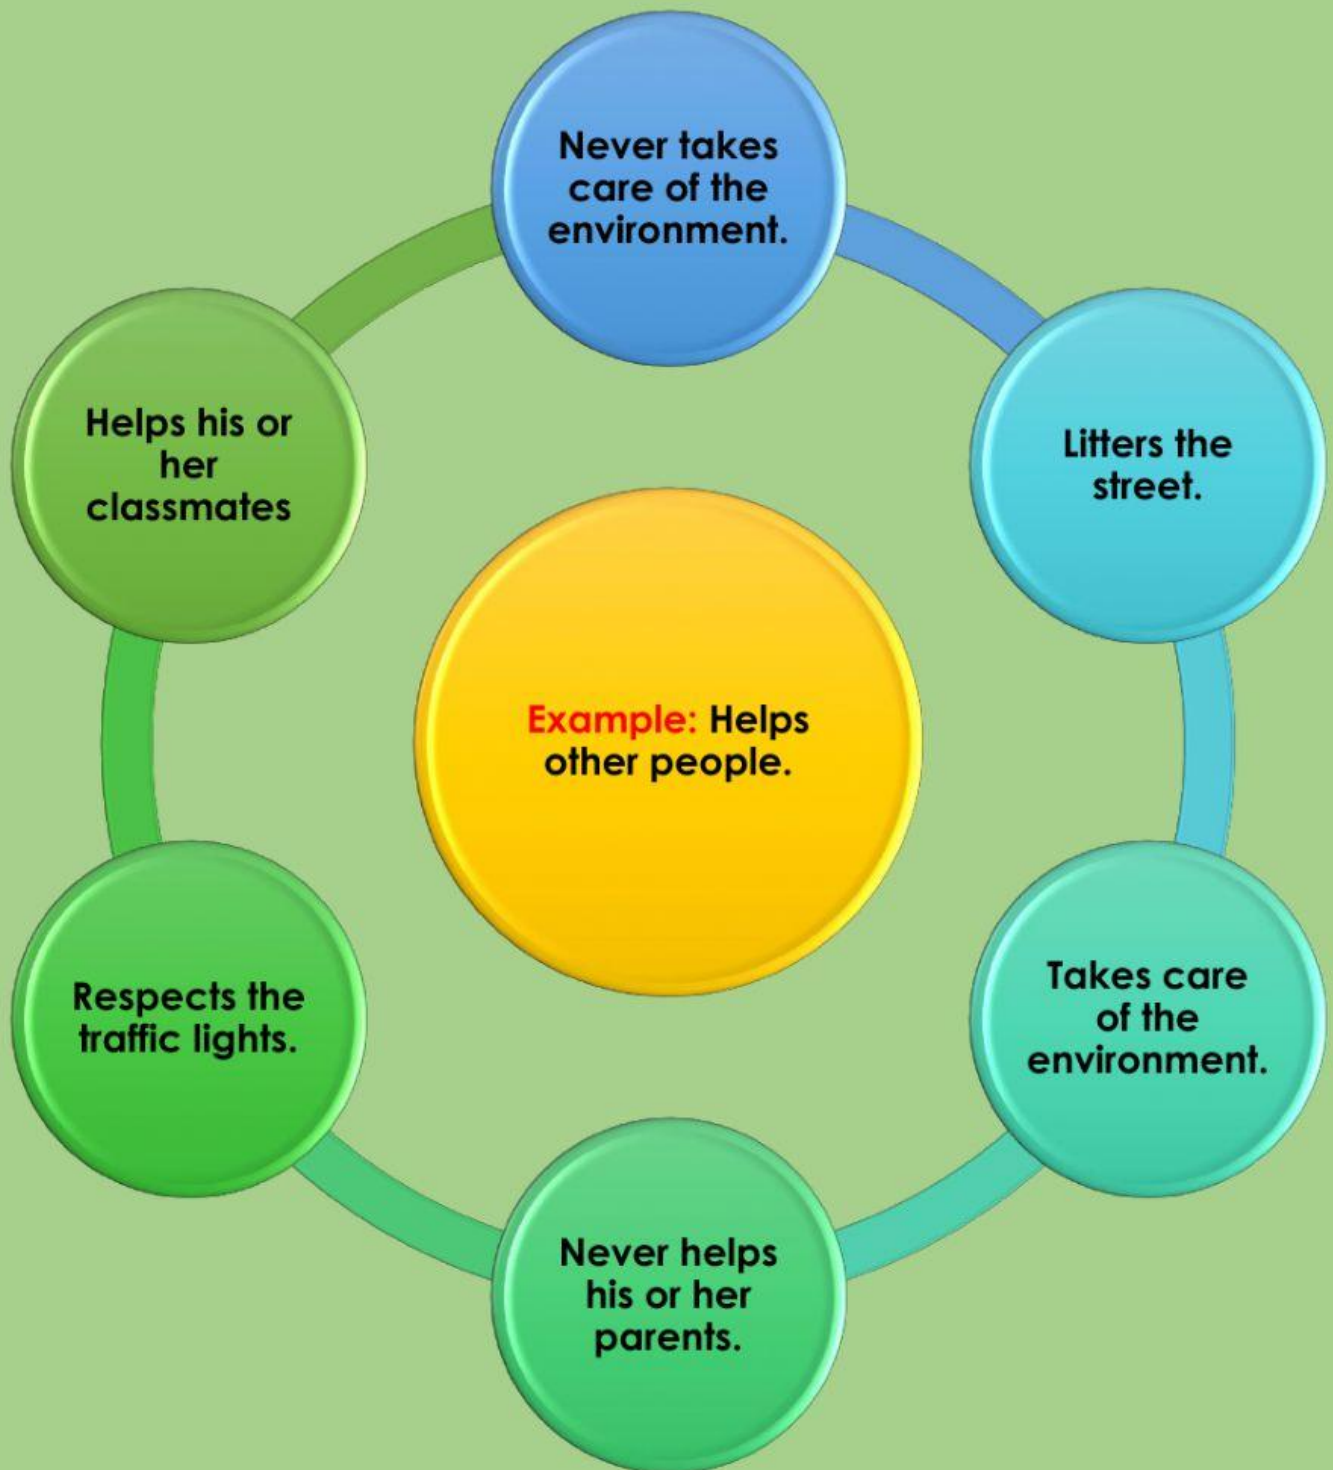 Never takes
care of the
environment.
Litters the
street.
Takes care
of the
environment.
Never helps
his or her
parents.
Respects the
traffic lights.
Helps his or
her
classmates
Example: Helps
other people.